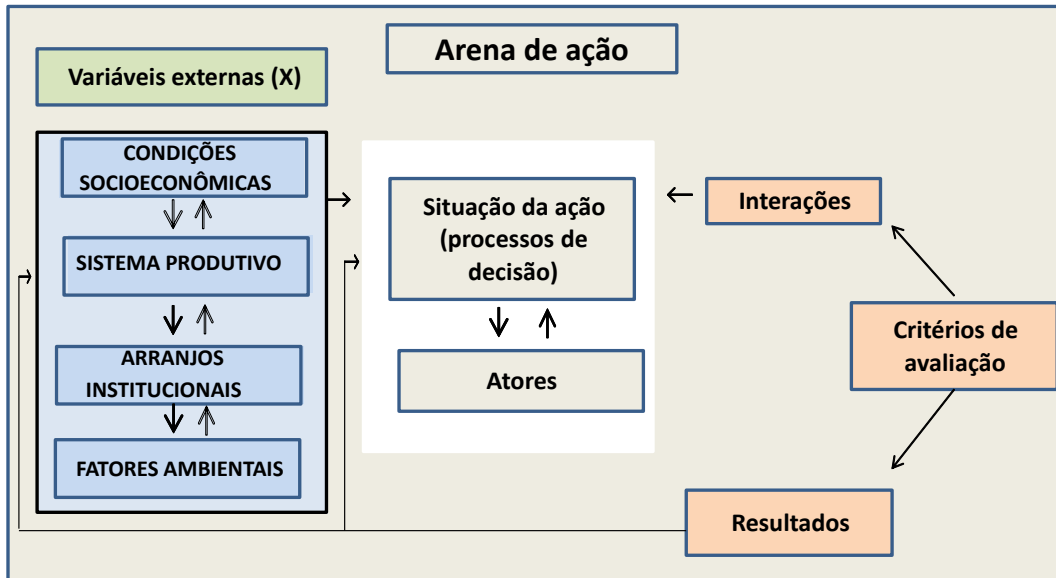 Arena de ação
Variáveis externas (X)
CONDIÇÕES
SOCIOECONÔMICAS
SISTEMA PRODUTIVO
ARRANJOS
INSTITUCIONAIS
FATORES AMBIENTAIS
Situação da ação
(processos de
decisão)
Atores
Interações
Critérios de
avaliação
Resultados